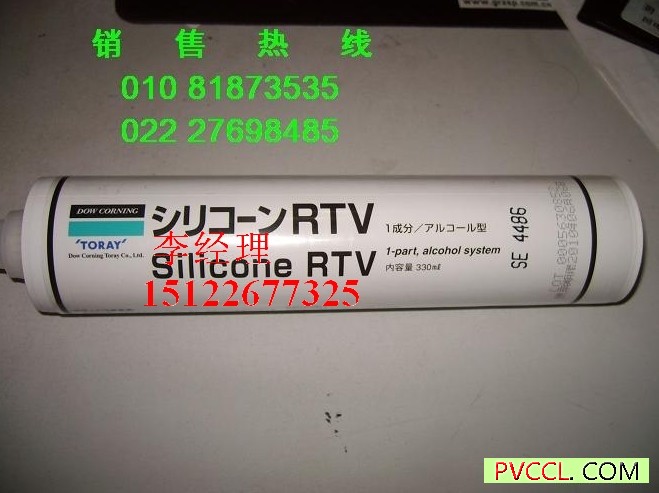 销 售 热 线
010 81873535
022 27698485
DOW CORNING
"TORAY"
Dow Corning Toray Co., Ltd.
シリコーンRTV
李经理
Silicone RTV
15122677325
1成分/アルコール型
1-part, alcohol system
内容量 330㎖
SE 4486
PVCCL. COM